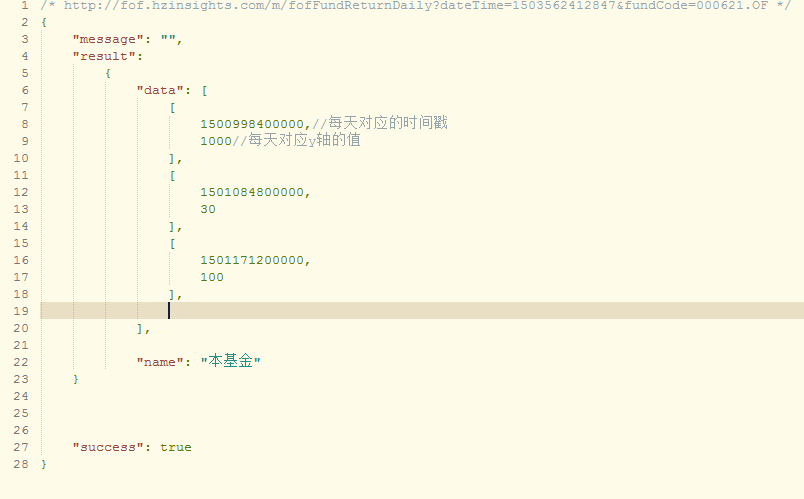 1 /* http://fof.hzinsights.com/m/fofFundReturnDaily?dateTime=1503562412847&fundCode=000621.OF */
2 {
3 "message": "",
4 "result":
5 {
6 "data": [
7 [
8 1500998400000,//每天对应的时间戳
9 1000//每天对应y轴的值
10 ],
11 [
12 1501084800000,
13 30
14 ],
15 [
16 1501171200000,
17 100
18 ],
19
20 ],
21
22 "name": "本基金"
23 }
24
25
26
27 "success": true
28 }